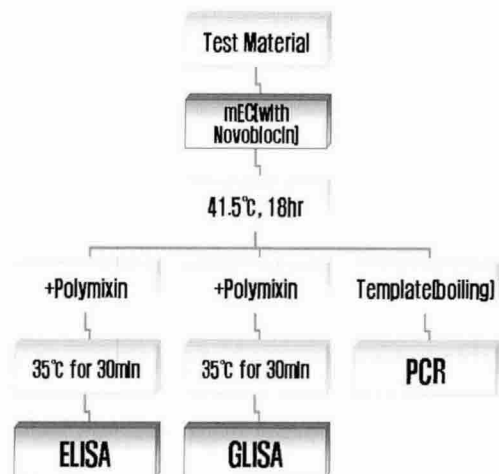 Test Material
mEC[with
Novobiocin]
41.5℃, 18hr
+Polymixin
+Polymixin
Template[boiling]
35℃ for 30min
35℃ for 30min
PCR
ELISA
GLISA